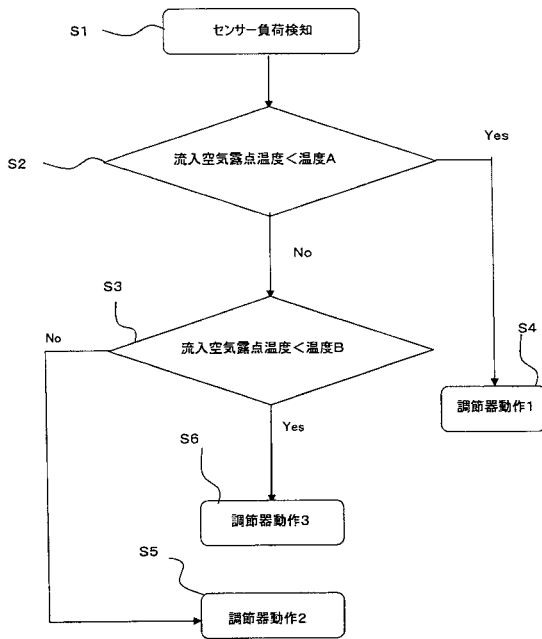 S1
センサー負荷検知
Yes
S2
流入空気露点温度＜温度A
No
S3
No
流入空気露点温度＜温度B
S4
調節器動作1
Yes
S6
調節器動作3
S5
調節器動作2